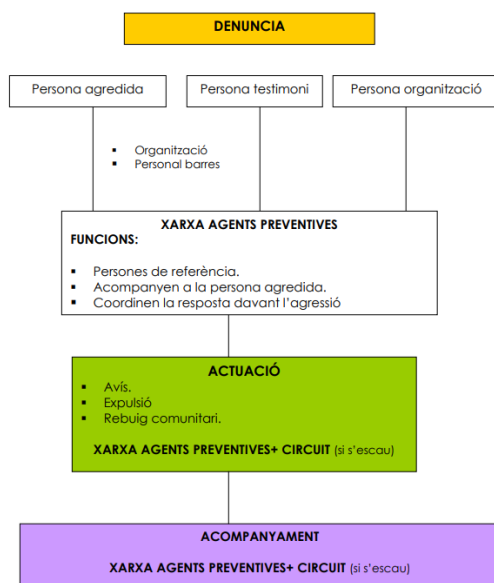 DENUNCIA
Persona agredida
Persona testimoni
Persona organització
▪ Organització
▪ Personal barres
XARXA AGENTS PREVENTIVES
FUNCIONS:
▪ Persones de referència.
▪ Acompanyen a la persona agredida.
▪ Coordinen la resposta davant l'agressió
ACTUACIÓ
▪ Avís.
▪ Expulsió
▪ Rebuig comunitari.
XARXA AGENTS PREVENTIVES+ CIRCUIT (si s'escau)
ACOMPANYAMENT
XARXA AGENTS PREVENTIVES+ CIRCUIT (si s'escau)